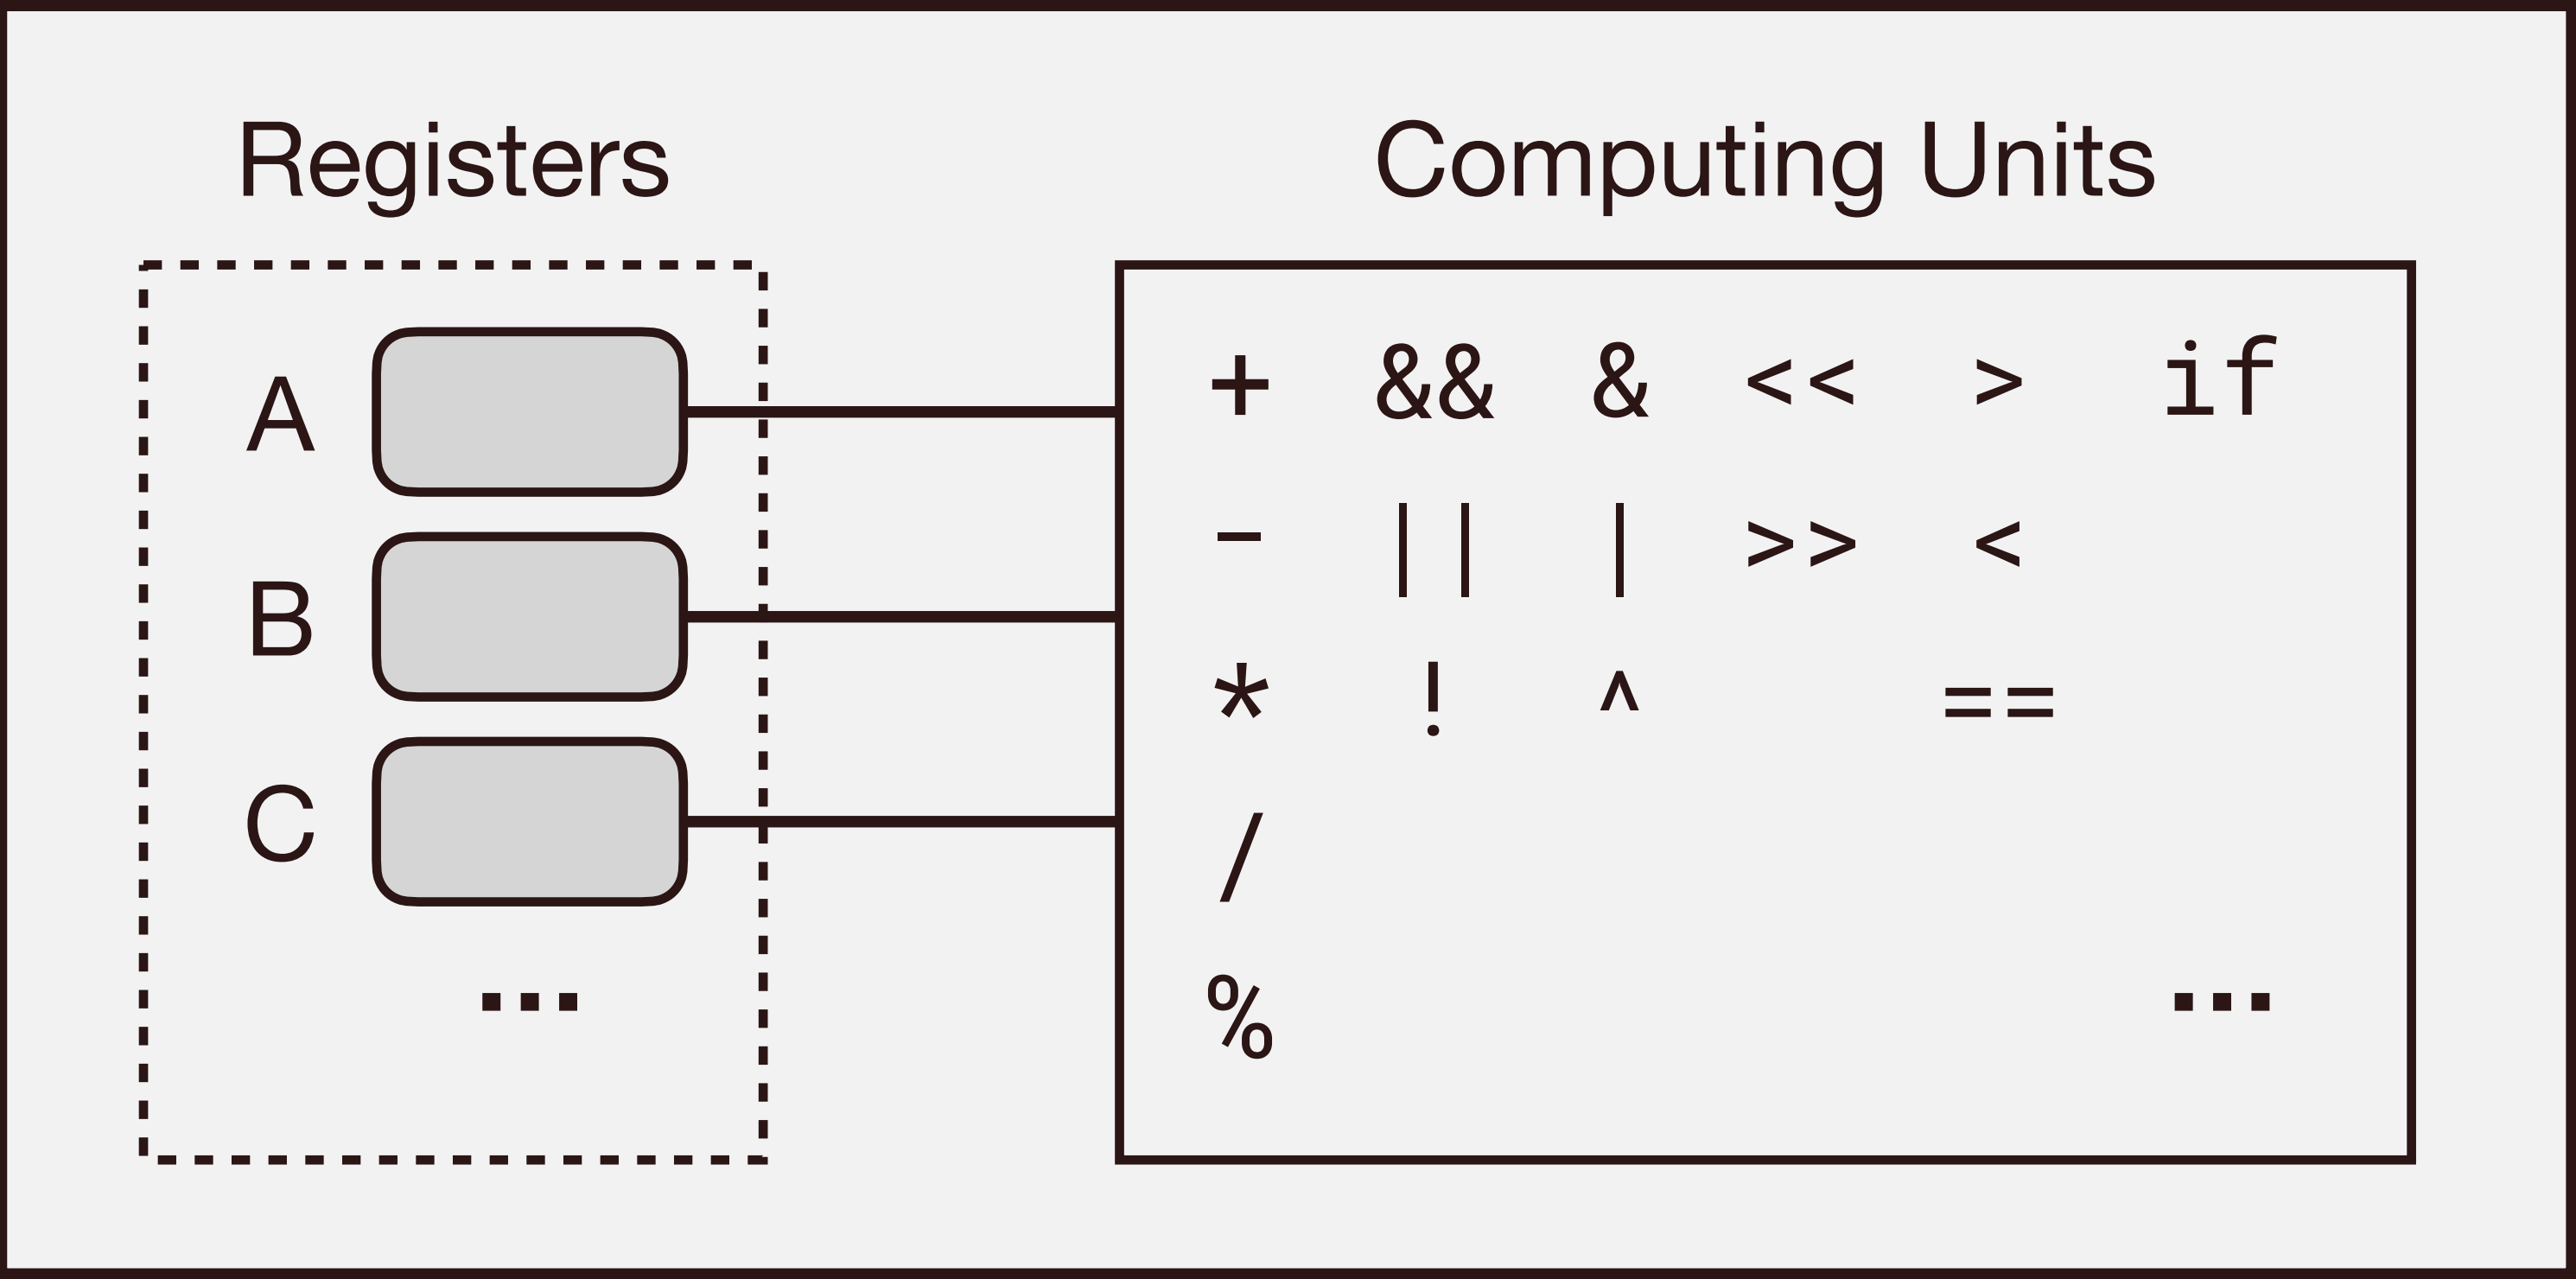 Registers
Computing Units
A
B
C
...
+ && & << > if
- || | >> <
* ! ^ ==
/
% ...